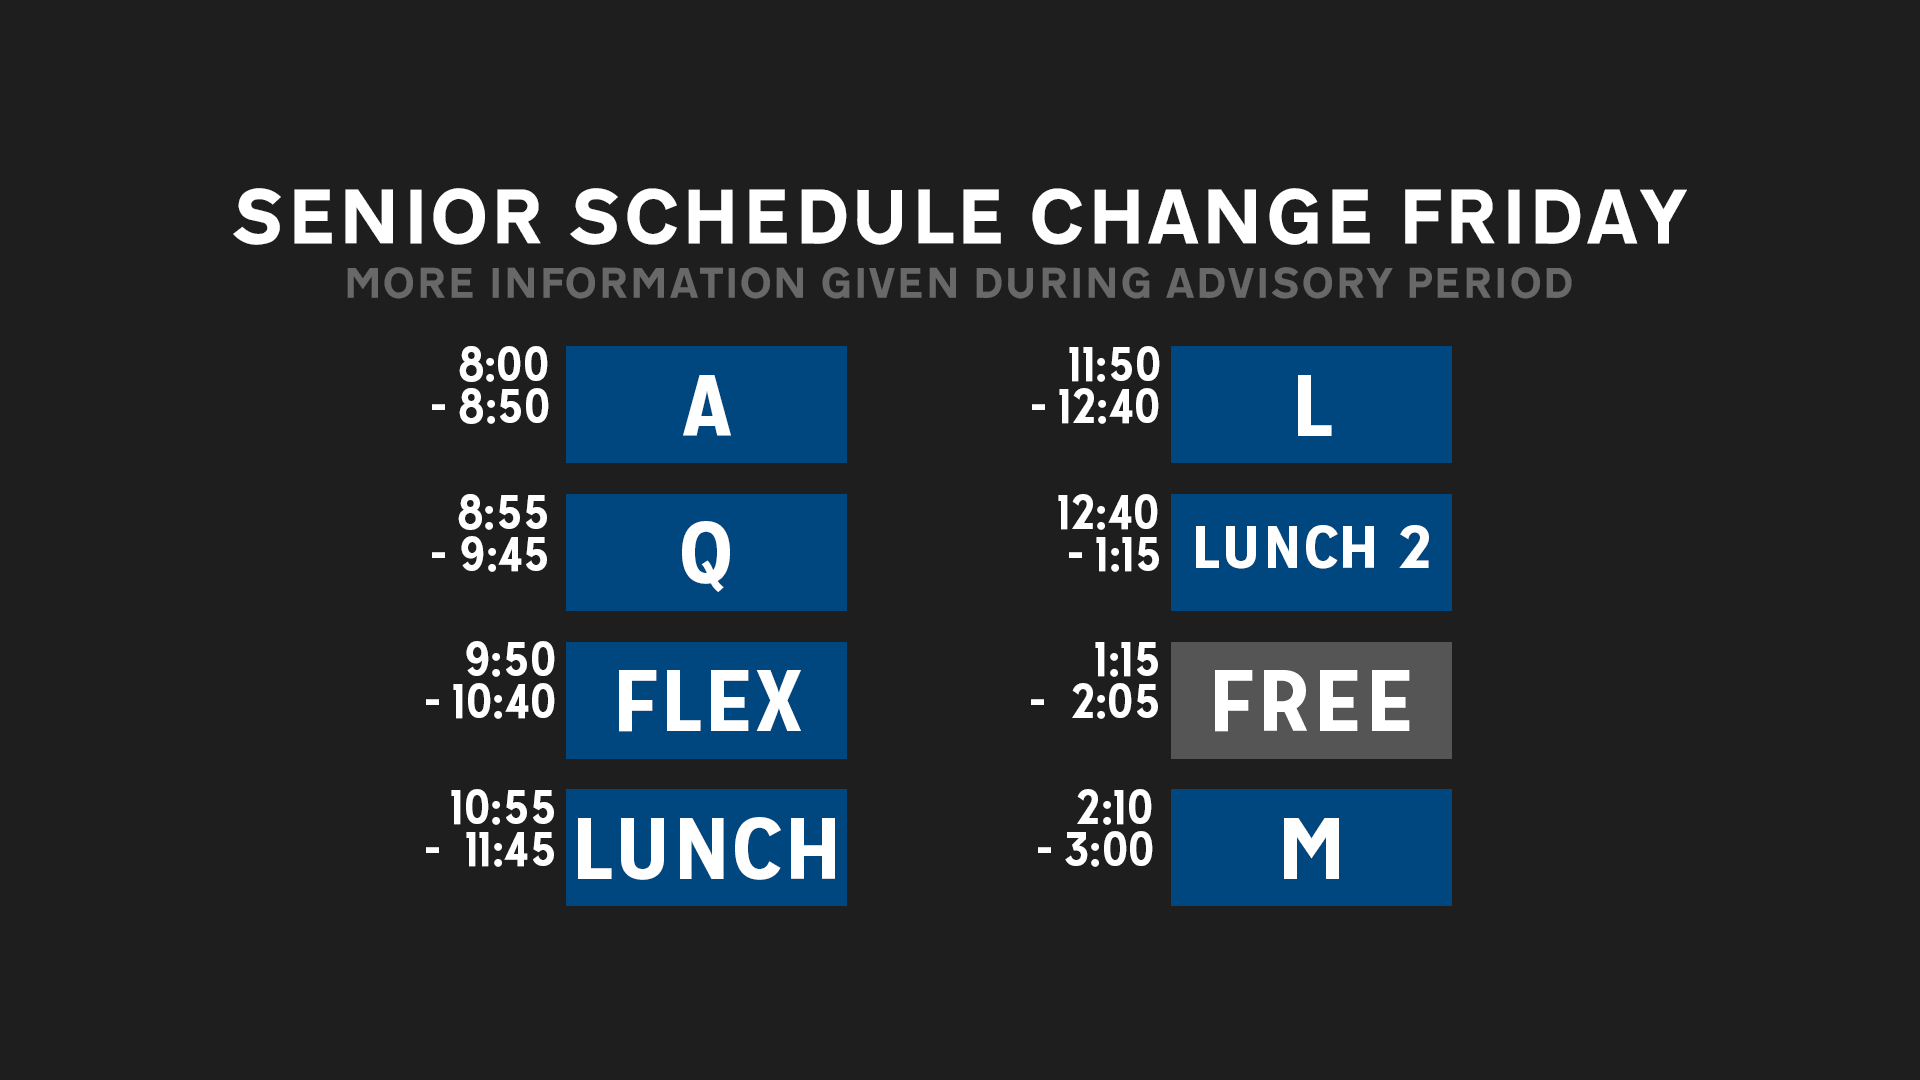 SENIOR SCHEDULE CHANGE FRIDAY
MORE INFORMATION GIVEN DURING ADVISORY PERIOD
8:00
- 8:50
A
8:55
- 9:45
Q
9:50
- 10:40
FLEX
10:55
- 11:45
LUNCH
11:50
- 12:40
L
12:40
- 1:15
LUNCH 2
1:15
- 2:05
FREE
2:10
- 3:00
M